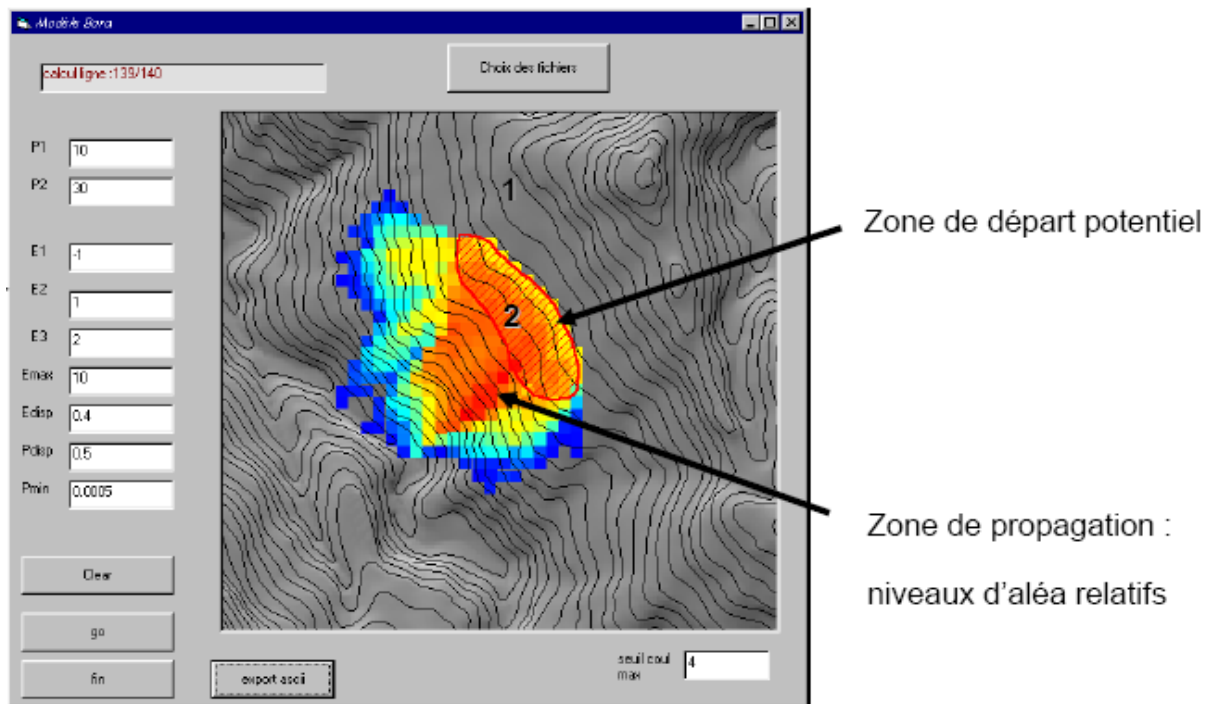 Modèle Bora
calcul ligne :139/140
Choix des fichiers
P1
10
P2
30
E1
-1
E2
1
E3
2
Emax
10
Edisp
0.4
Pdisp
0.5
Pmin
0.0005
Clear
go
fin
export ascii
seuil coul
max
4
1
2
Zone de départ potentiel
Zone de propagation :
niveaux d'aléa relatifs